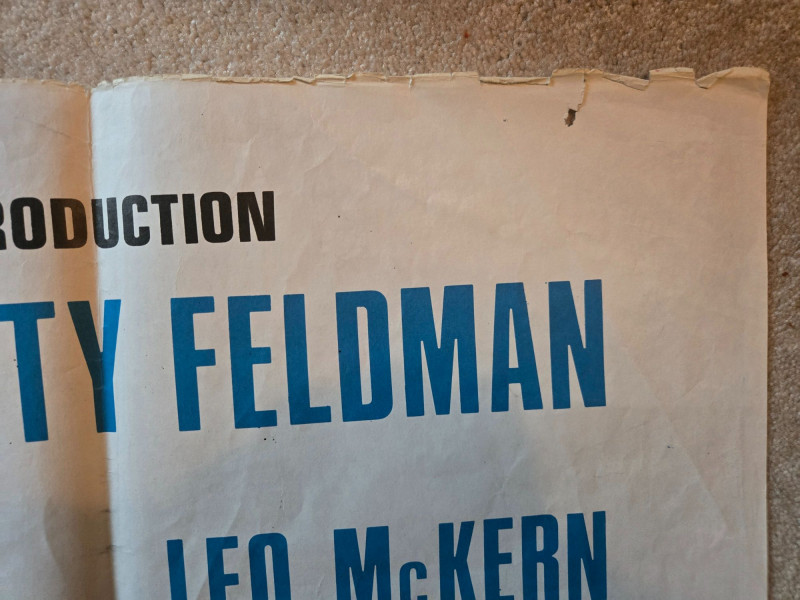 RODUCTION
TY FELDMAN
LEO McKERN